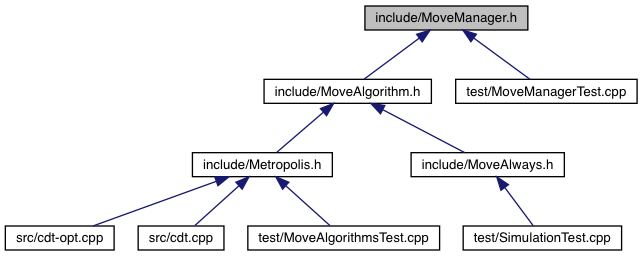 include/MoveManager.h
include/MoveAlgorithm.h
test/MoveManagerTest.cpp
include/Metropolis.h
include/MoveAlways.h
src/cdt-opt.cpp
src/cdt.cpp
test/MoveAlgorithmsTest.cpp
test/SimulationTest.cpp